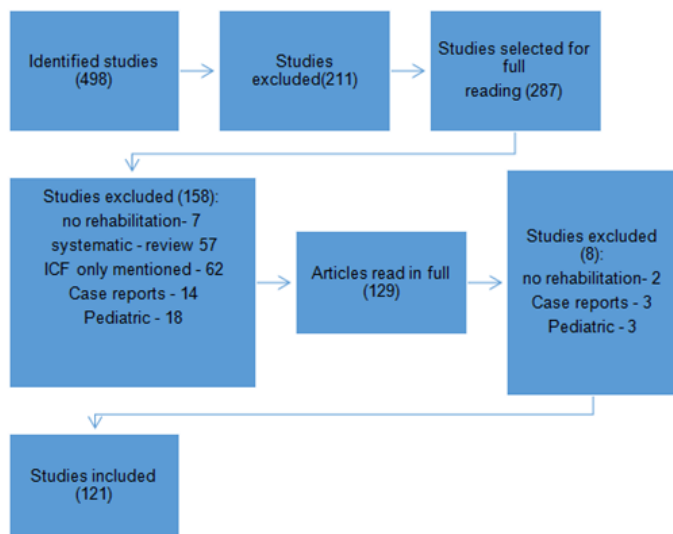 Identified studies
(498)
Studies
excluded(211)
Studies selected for
full
reading (287)
Studies excluded (158):
no rehabilitation- 7
systematic - review 57
ICF only mentioned - 62
Case reports - 14
Pediatric - 18
Articles read in full
(129)
Studies excluded
(8):
no rehabilitation- 2
Case reports - 3
Pediatric - 3
Studies included
(121)